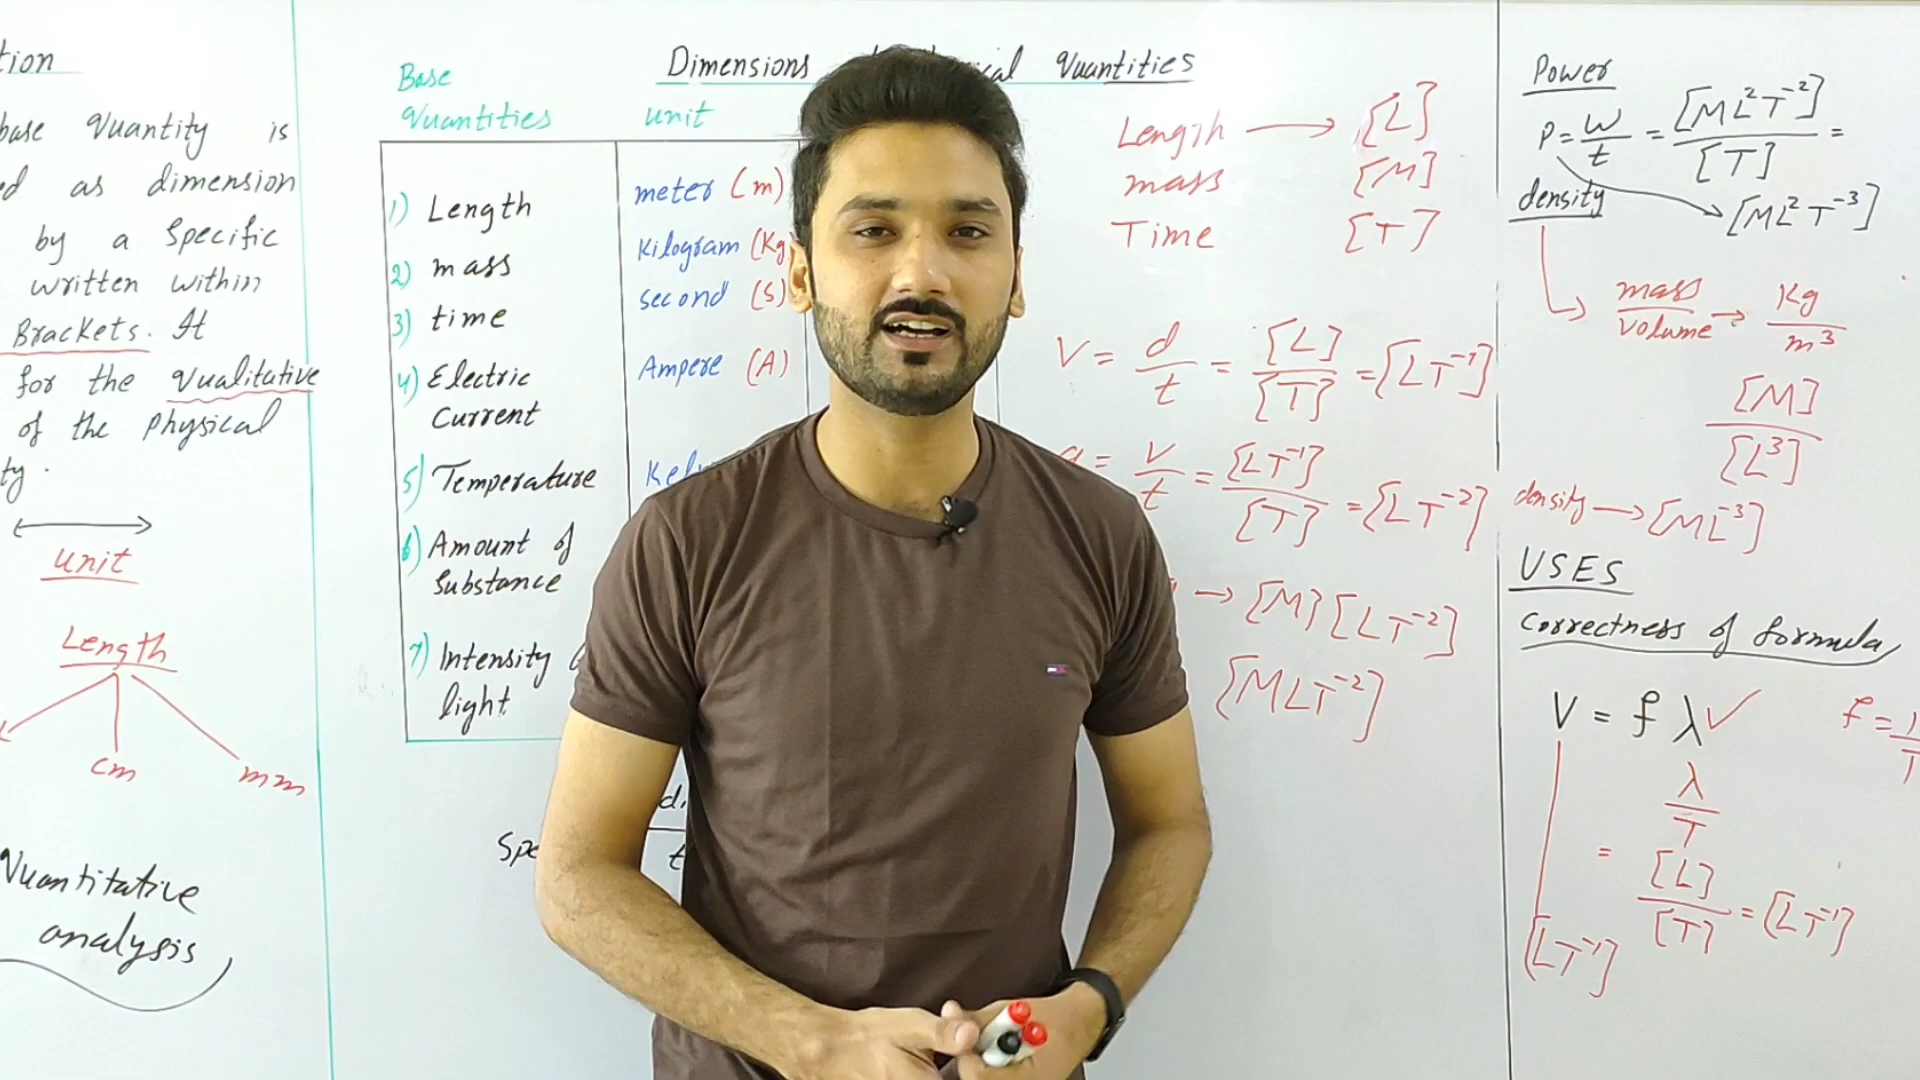 tion
base Quantity is
ed as dimension
by a Specific
written within
Brackets. It
for the Qualitative
of the Physical
ty.
unit
Length
cm
mm
Quantitative
analysis
Dimensions
Quantities
Base
Quantities
unit
1) Length
meter (m)
2) mass
Kilogram (Kg
3) time
second (S)
4) Electric
Current
Ampere (A)
5) Temperature
6) Amount of
Substance
7) Intensity
light
Length → [L]
mass [M]
Time [T]
V = d/t = [L]/[T] = [LT⁻¹]
= V/t = [LT⁻¹]/[T] = [LT⁻²]
→ [M][LT⁻²]
[MLT⁻²]
Power
P = W/t = [ML²T⁻²]/[T] =
[ML²T⁻³]
density
mass/volume → Kg/m³
[M]/[L³]
density → [ML⁻³]
USES
Correctness of formula
V = f λ ✓
f = 1/T
λ/T
= [L]/[T] = [LT⁻¹]
[LT⁻¹]